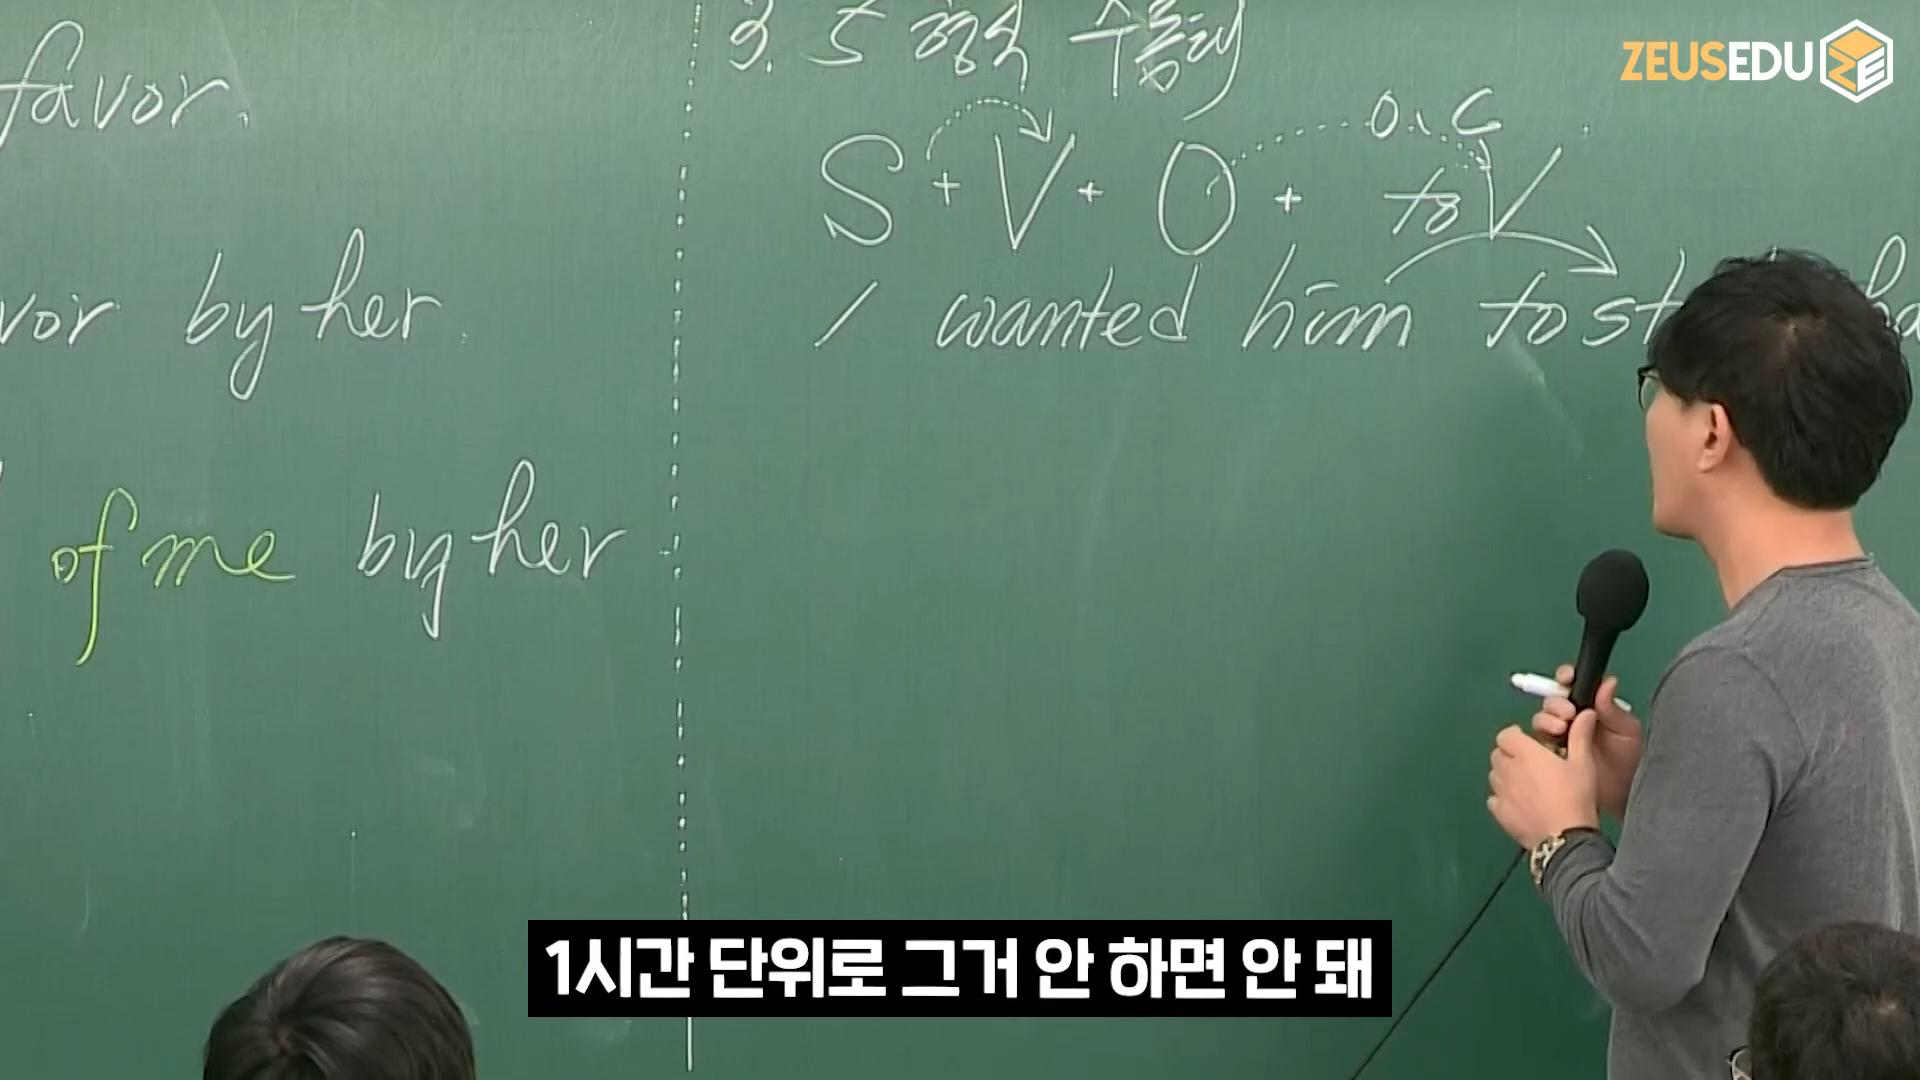 favor.
vor by her.
of me by her
3. 5형식 수동태
O.C
S + V + O + to V
I wanted him to st
ZEUSEDU
1시간 단위로 그거 안 하면 안 돼